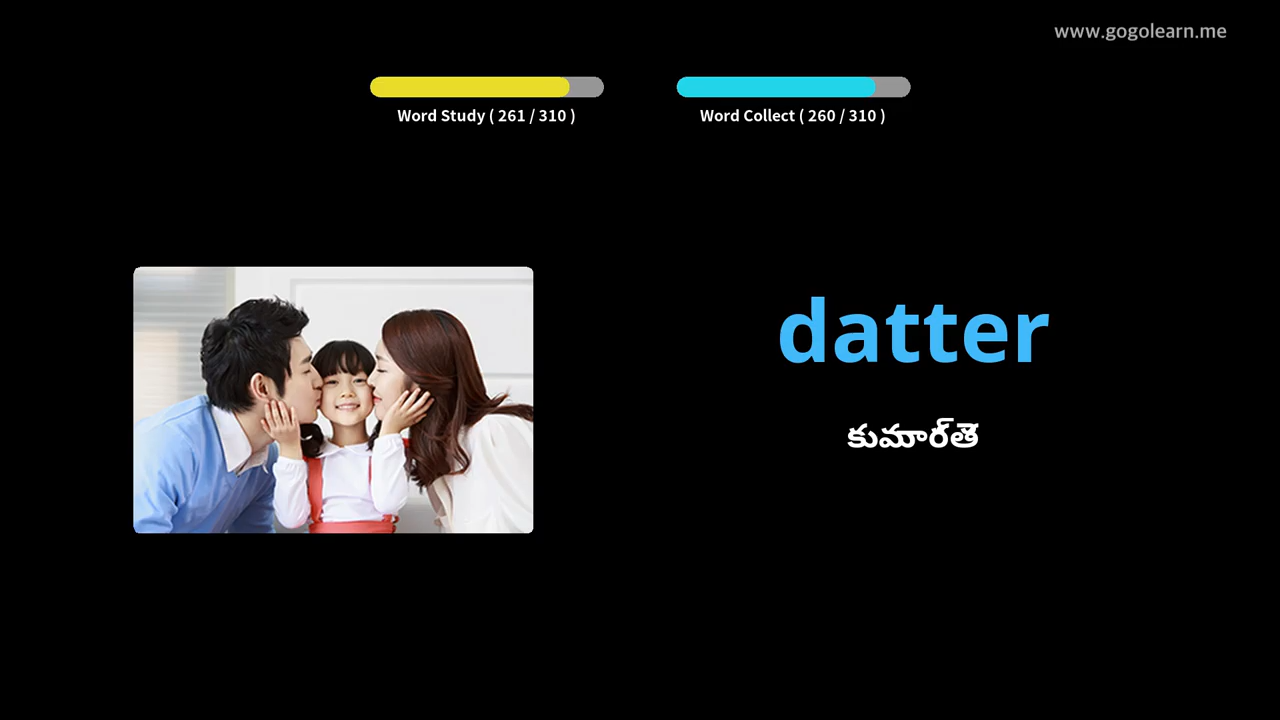 www.gogolearn.me
Word Study ( 261 / 310 )
Word Collect ( 260 / 310 )
datter
కుమార్తె